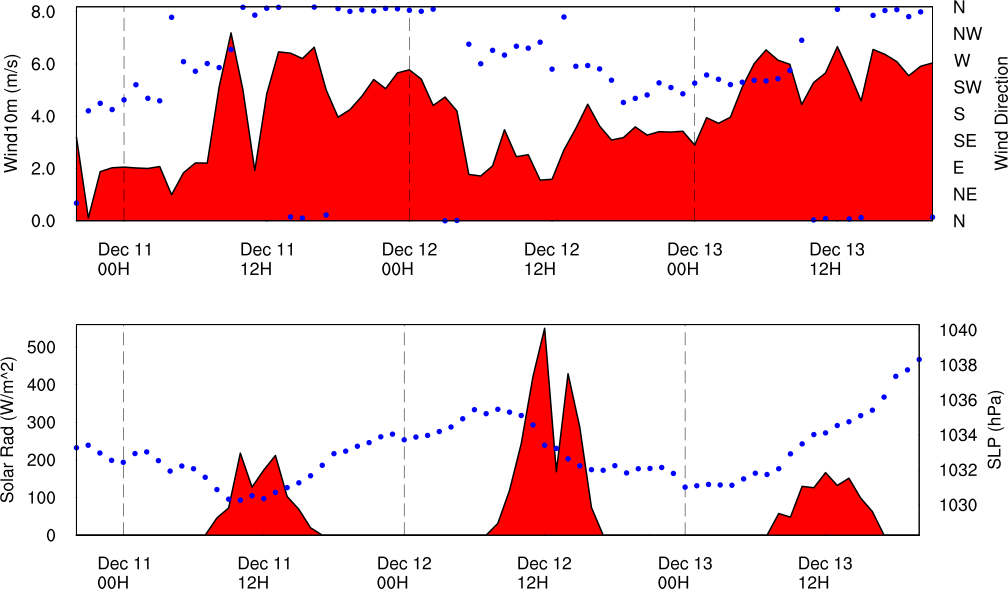 Wind10m (m/s)
8.0
6.0
4.0
2.0
0.0
N
NW
W
SW
S
SE
E
NE
N
Wind Direction
Dec 11 Dec 11 Dec 12 Dec 12 Dec 13 Dec 13
00H 12H 00H 12H 00H 12H
Solar Rad (W/m^2)
500
400
300
200
100
0
1040
1038
1036
1034
1032
1030
SLP (hPa)
Dec 11 Dec 11 Dec 12 Dec 12 Dec 13 Dec 13
00H 12H 00H 12H 00H 12H